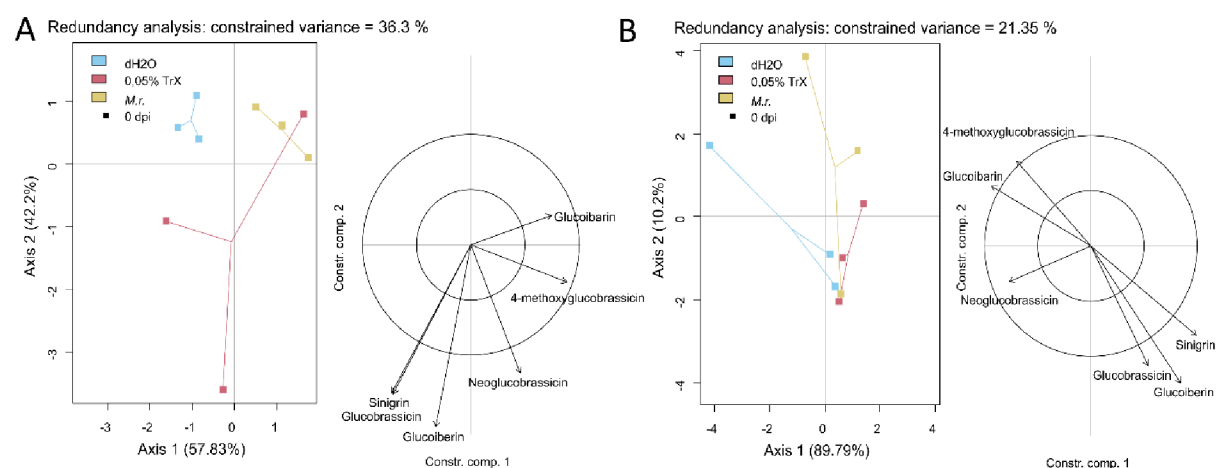 A
Redundancy analysis: constrained variance = 36.3 %
dH2O
0,05% TrX
M.r.
0 dpi
1
0
-1
-2
-3
Axis 2 (42.2%)
-3 -2 -1 0 1 2
Axis 1 (57.83%)
Constr. comp. 2
Glucoibarin
4-methoxyglucobrassicin
Neoglucobrassicin
Sinigrin
Glucobrassicin
Glucoiberin
Constr. comp. 1
B
Redundancy analysis: constrained variance = 21.35 %
dH2O
0,05% TrX
M.r.
0 dpi
4
2
0
-2
-4
Axis 2 (10.2%)
-4 -2 0 2 4
Axis 1 (89.79%)
4-methoxyglucobrassicin
Glucoibarin
Constr. comp. 2
Neoglucobrassicin
Sinigrin
Glucobrassicin
Glucoiberin
Constr. comp. 1